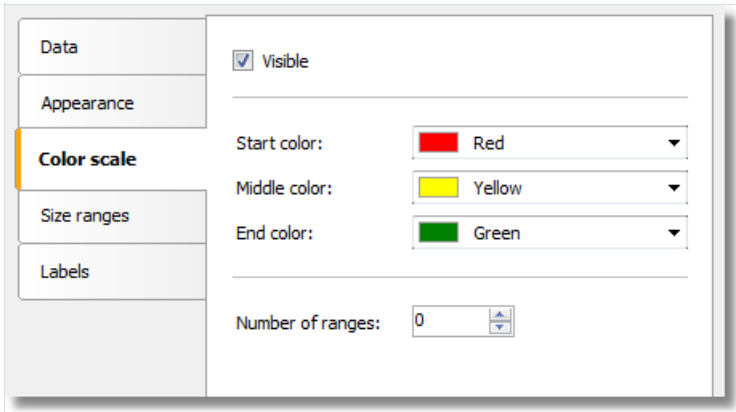 Data
Appearance
Color scale
Size ranges
Labels
Visible
Start color: Red
Middle color: Yellow
End color: Green
Number of ranges: 0